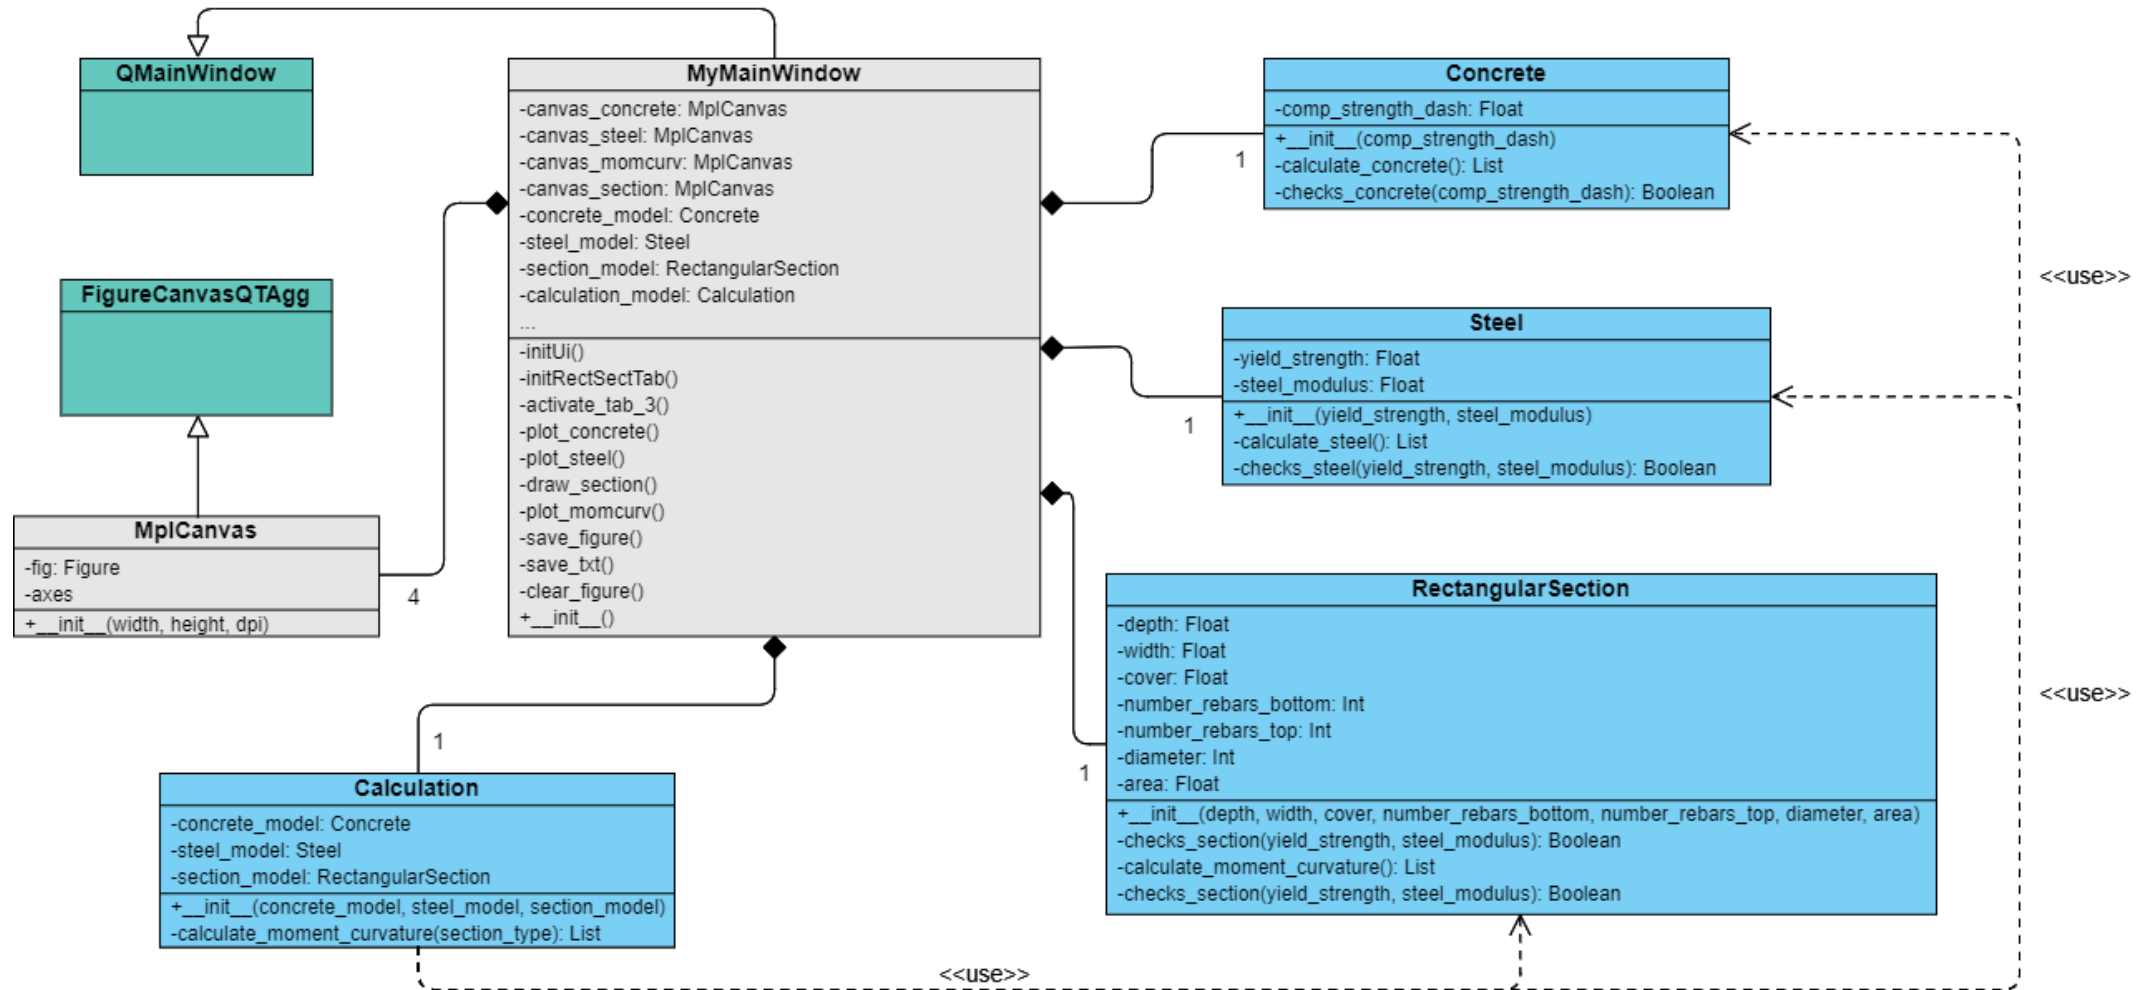 QMainWindow
MyMainWindow
-canvas_concrete: MplCanvas
-canvas_steel: MplCanvas
-canvas_momcurv: MplCanvas
-canvas_section: MplCanvas
-concrete_model: Concrete
-steel_model: Steel
-section_model: RectangularSection
-calculation_model: Calculation
...
-initUi()
-initRectSectTab()
-activate_tab_3()
-plot_concrete()
-plot_steel()
-draw_section()
-plot_momcurv()
-save_figure()
-save_txt()
-clear_figure()
+__init__()
Concrete
-comp_strength_dash: Float
+__init__(comp_strength_dash)
-calculate_concrete(): List
-checks_concrete(comp_strength_dash): Boolean
1
<<use>>
FigureCanvasQTAgg
Steel
-yield_strength: Float
-steel_modulus: Float
+__init__(yield_strength, steel_modulus)
-calculate_steel(): List
-checks_steel(yield_strength, steel_modulus): Boolean
1
MplCanvas
-fig: Figure
-axes
+__init__(width, height, dpi)
4
RectangularSection
-depth: Float
-width: Float
-cover: Float
-number_rebars_bottom: Int
-number_rebars_top: Int
-diameter: Int
-area: Float
+__init__(depth, width, cover, number_rebars_bottom, number_rebars_top, diameter, area)
-checks_section(yield_strength, steel_modulus): Boolean
-calculate_moment_curvature(): List
-checks_section(yield_strength, steel_modulus): Boolean
1
<<use>>
1
Calculation
-concrete_model: Concrete
-steel_model: Steel
-section_model: RectangularSection
+__init__(concrete_model, steel_model, section_model)
-calculate_moment_curvature(section_type): List
<<use>>